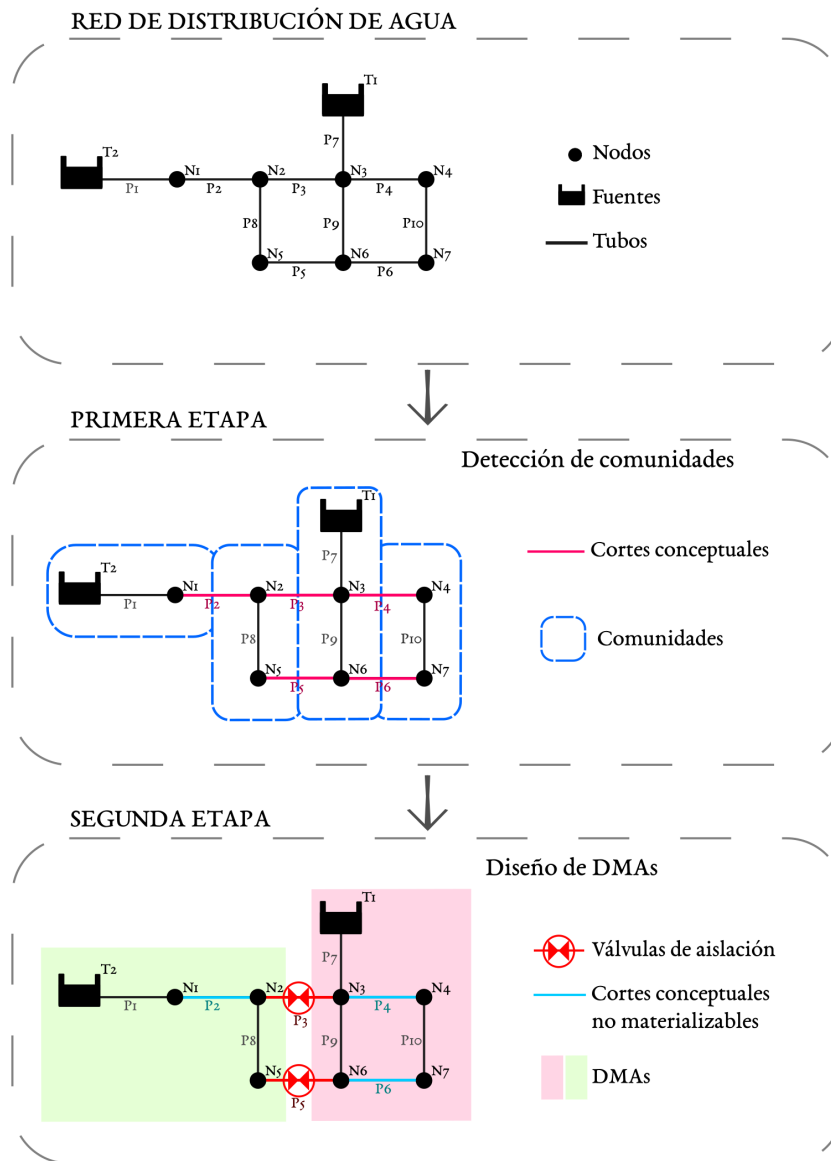 RED DE DISTRIBUCIÓN DE AGUA
T1
P7
T2
N1
N2
N3
N4
P1
P2
P3
P4
P8
P9
P10
N5
N6
N7
P5
P6
Nodos
Fuentes
Tubos
PRIMERA ETAPA
Detección de comunidades
T1
P7
T2
N1
N2
N3
N4
P1
P2
P3
P4
P8
P9
P10
N5
N6
N7
P5
P6
Cortes conceptuales
Comunidades
SEGUNDA ETAPA
Diseño de DMAs
T1
P7
T2
N1
N2
N3
N4
P1
P2
P3
P4
P8
P9
P10
N5
N6
N7
P5
P6
Válvulas de aislación
Cortes conceptuales
no materializables
DMAs